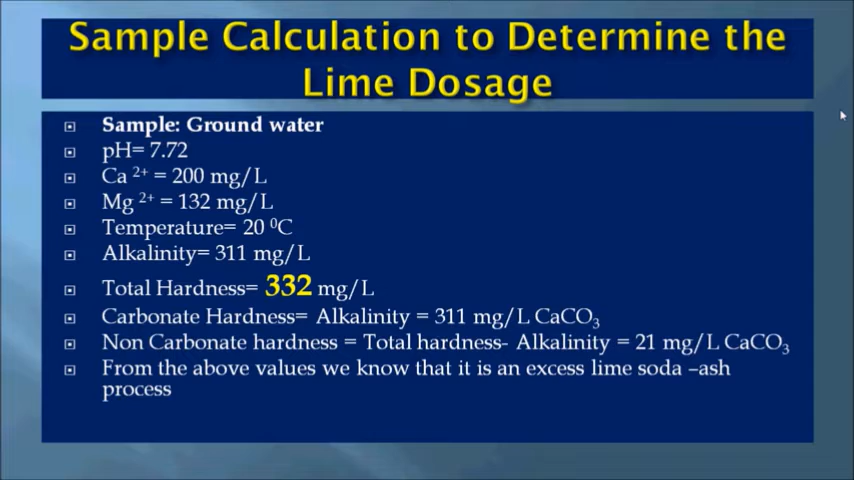 Sample Calculation to Determine the
Lime Dosage
Sample: Ground water
pH= 7.72
Ca ²⁺ = 200 mg/L
Mg ²⁺ = 132 mg/L
Temperature= 20 ⁰C
Alkalinity= 311 mg/L
Total Hardness= 332 mg/L
Carbonate Hardness= Alkalinity = 311 mg/L CaCO₃
Non Carbonate hardness = Total hardness- Alkalinity = 21 mg/L CaCO₃
From the above values we know that it is an excess lime soda –ash
process